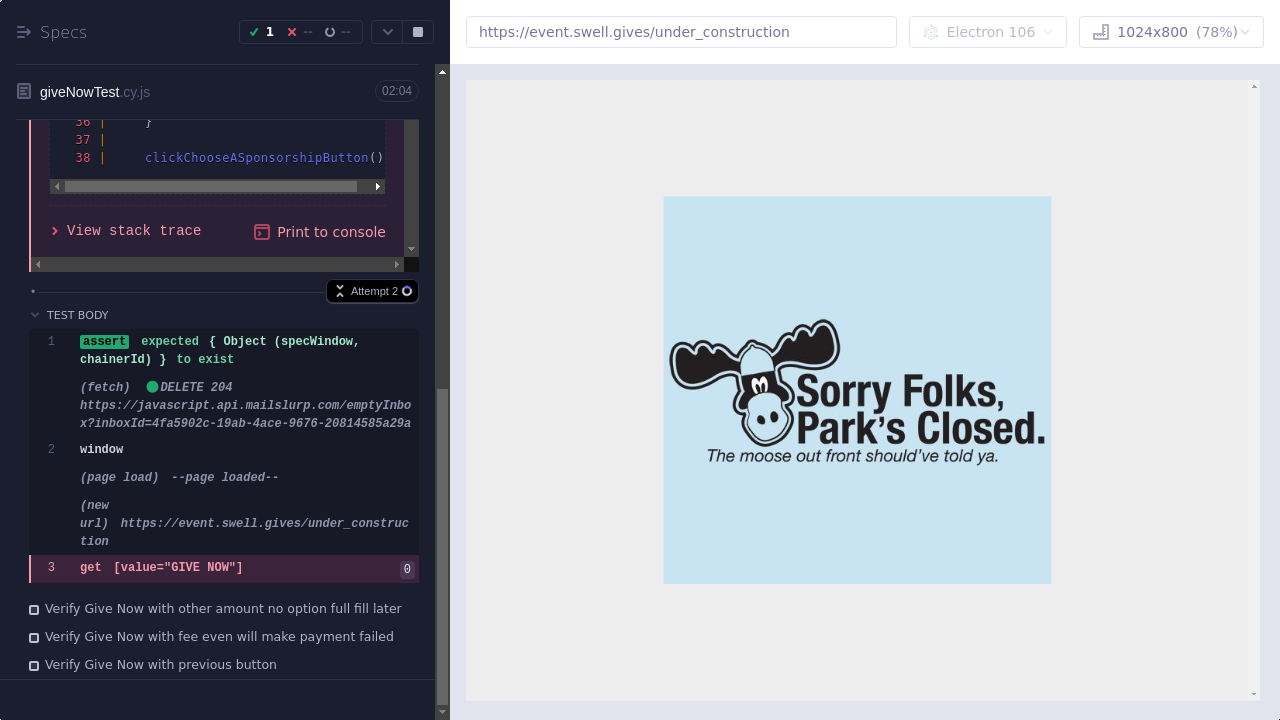 Specs
1
--
--
https://event.swell.gives/under_construction
Electron 106
1024x800 (78%)
giveNowTest.cy.js
02:04
36 | }
37 |
38 | clickChooseASponsorshipButton()
View stack trace
Print to console
Attempt 2
TEST BODY
1 assert expected { Object (specWindow,
chainerId) } to exist
(fetch) DELETE 204
https://javascript.api.mailslurp.com/emptyInbo
x?inboxId=4fa5902c-19ab-4ace-9676-20814585a29a
2 window
(page load) --page loaded--
(new
url) https://event.swell.gives/under_construc
tion
3 get [value="GIVE NOW"] 0
Verify Give Now with other amount no option full fill later
Verify Give Now with fee even will make payment failed
Verify Give Now with previous button
Sorry Folks,
Park's Closed.
The moose out front should've told ya.